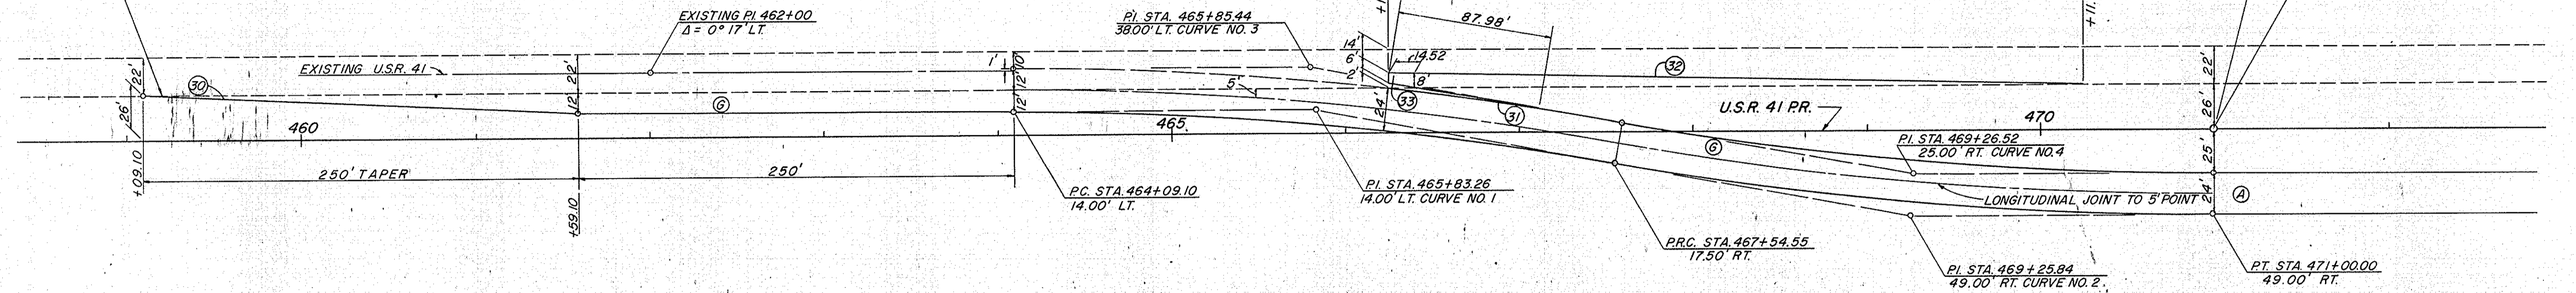 EXISTING P.I. 462+00
Δ = 0° 17' LT.
P.I. STA. 465+85.44
38.00' LT. CURVE NO. 3
87.98'
14'
6'
2'
14.52
8'
1'
EXISTING U.S.R. 41
22'
22'
10'
12'
12'
12'
26'
30
G
5'
24'
33
31
32
U.S.R. 41 P.R.
22'
26'
25'
24'
460
465
470
P.I. STA. 469+26.52
25.00' RT. CURVE NO. 4
G
+09.10
250' TAPER
250'
+59.10
P.C. STA. 464+09.10
14.00' LT.
P.I. STA. 465+83.26
14.00' LT. CURVE NO. 1
LONGITUDINAL JOINT TO 5' POINT
A
P.R.C. STA. 467+54.55
17.50' RT.
P.I. STA. 469+25.84
49.00' RT. CURVE NO. 2.
P.T. STA. 471+00.00
49.00' RT.